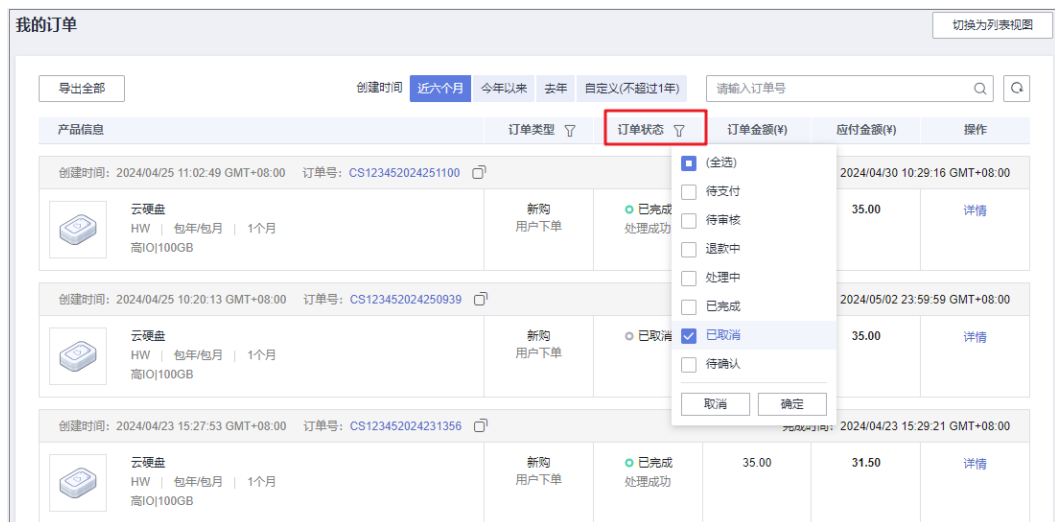 我的订单
切换为列表视图
导出全部
创建时间 近六个月 今年以来 去年 自定义(不超过1年) 请输入订单号
产品信息 订单类型 订单状态 订单金额(¥) 应付金额(¥) 操作
(全选)
待支付
待审核
退款中
处理中
已完成
已取消
待确认
取消 确定
创建时间：2024/04/25 11:02:49 GMT+08:00 订单号：CS123452024251100 2024/04/30 10:29:16 GMT+08:00
云硬盘 新购 已完成 35.00 详情
HW | 包年/包月 | 1个月 用户下单 处理成功
高IO|100GB
创建时间：2024/04/25 10:20:13 GMT+08:00 订单号：CS123452024250939 2024/05/02 23:59:59 GMT+08:00
云硬盘 新购 已取消 35.00 详情
HW | 包年/包月 | 1个月 用户下单
高IO|100GB
创建时间：2024/04/23 15:27:53 GMT+08:00 订单号：CS123452024231356 完成时间：2024/04/23 15:29:21 GMT+08:00
云硬盘 新购 已完成 35.00 31.50 详情
HW | 包年/包月 | 1个月 用户下单 处理成功
高IO|100GB